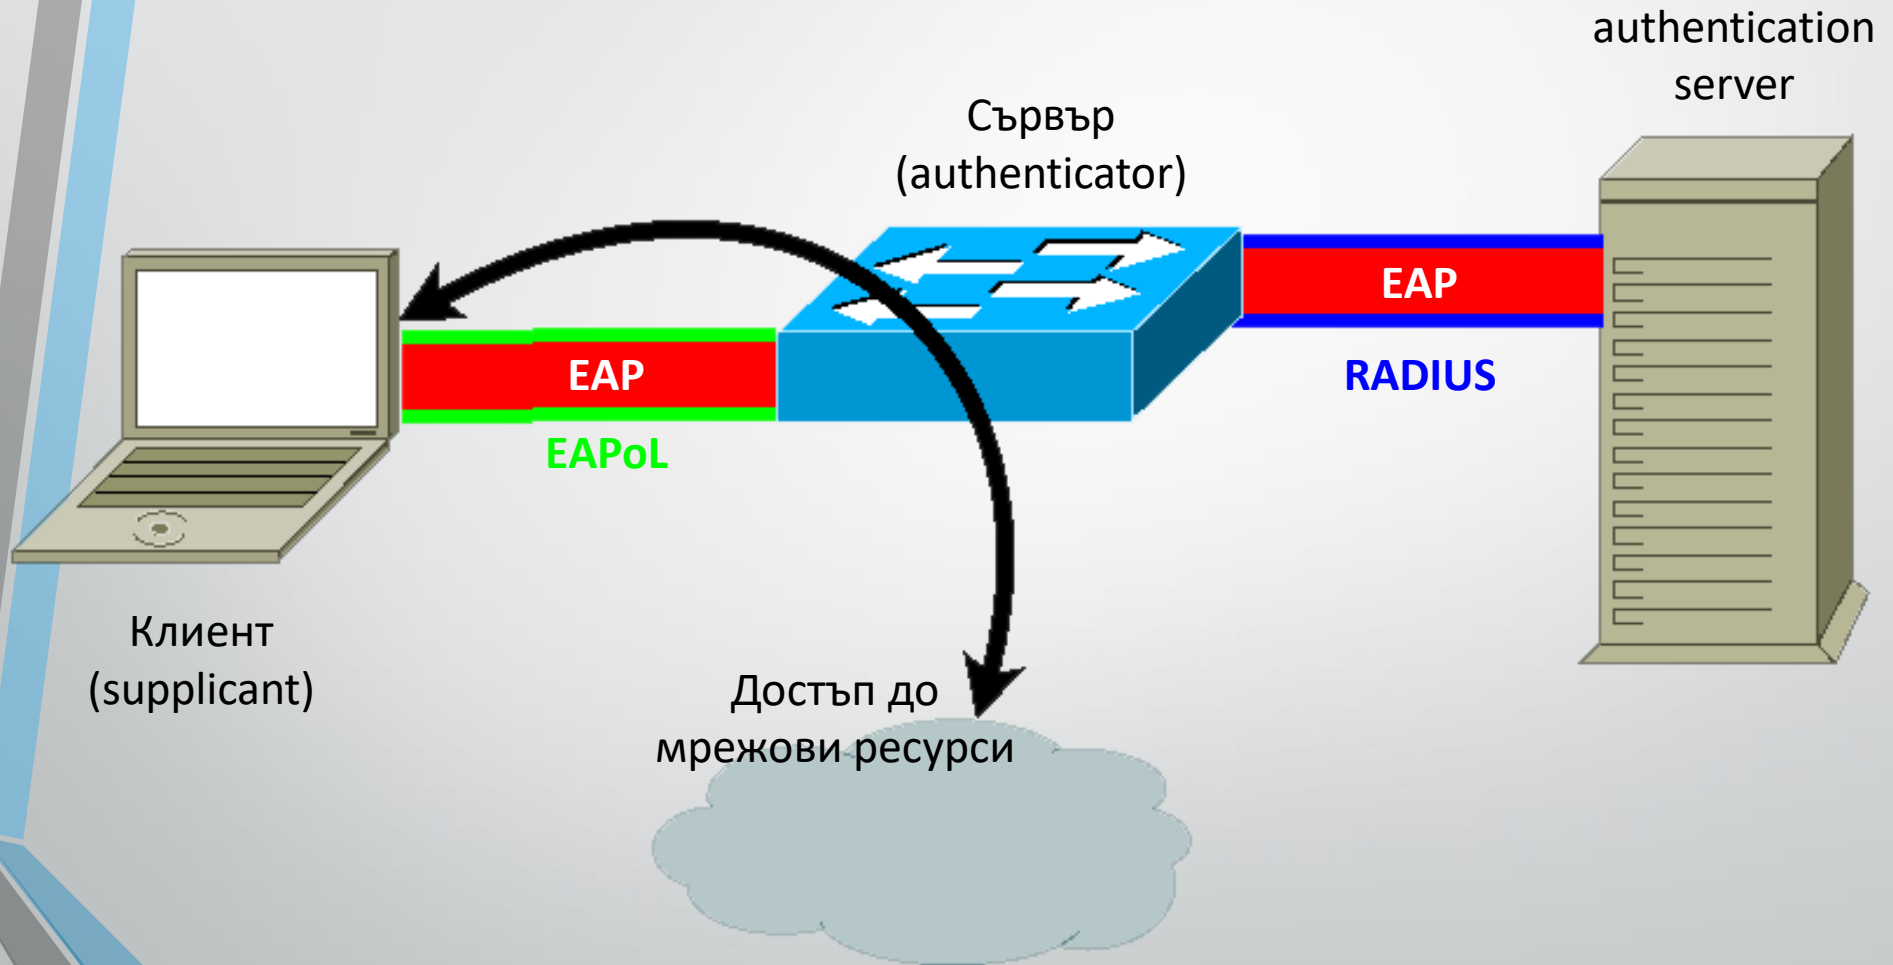 authentication
server
Сървър
(authenticator)
EAP
RADIUS
EAP
EAPoL
Клиент
(supplicant)
Достъп до
мрежови ресурси